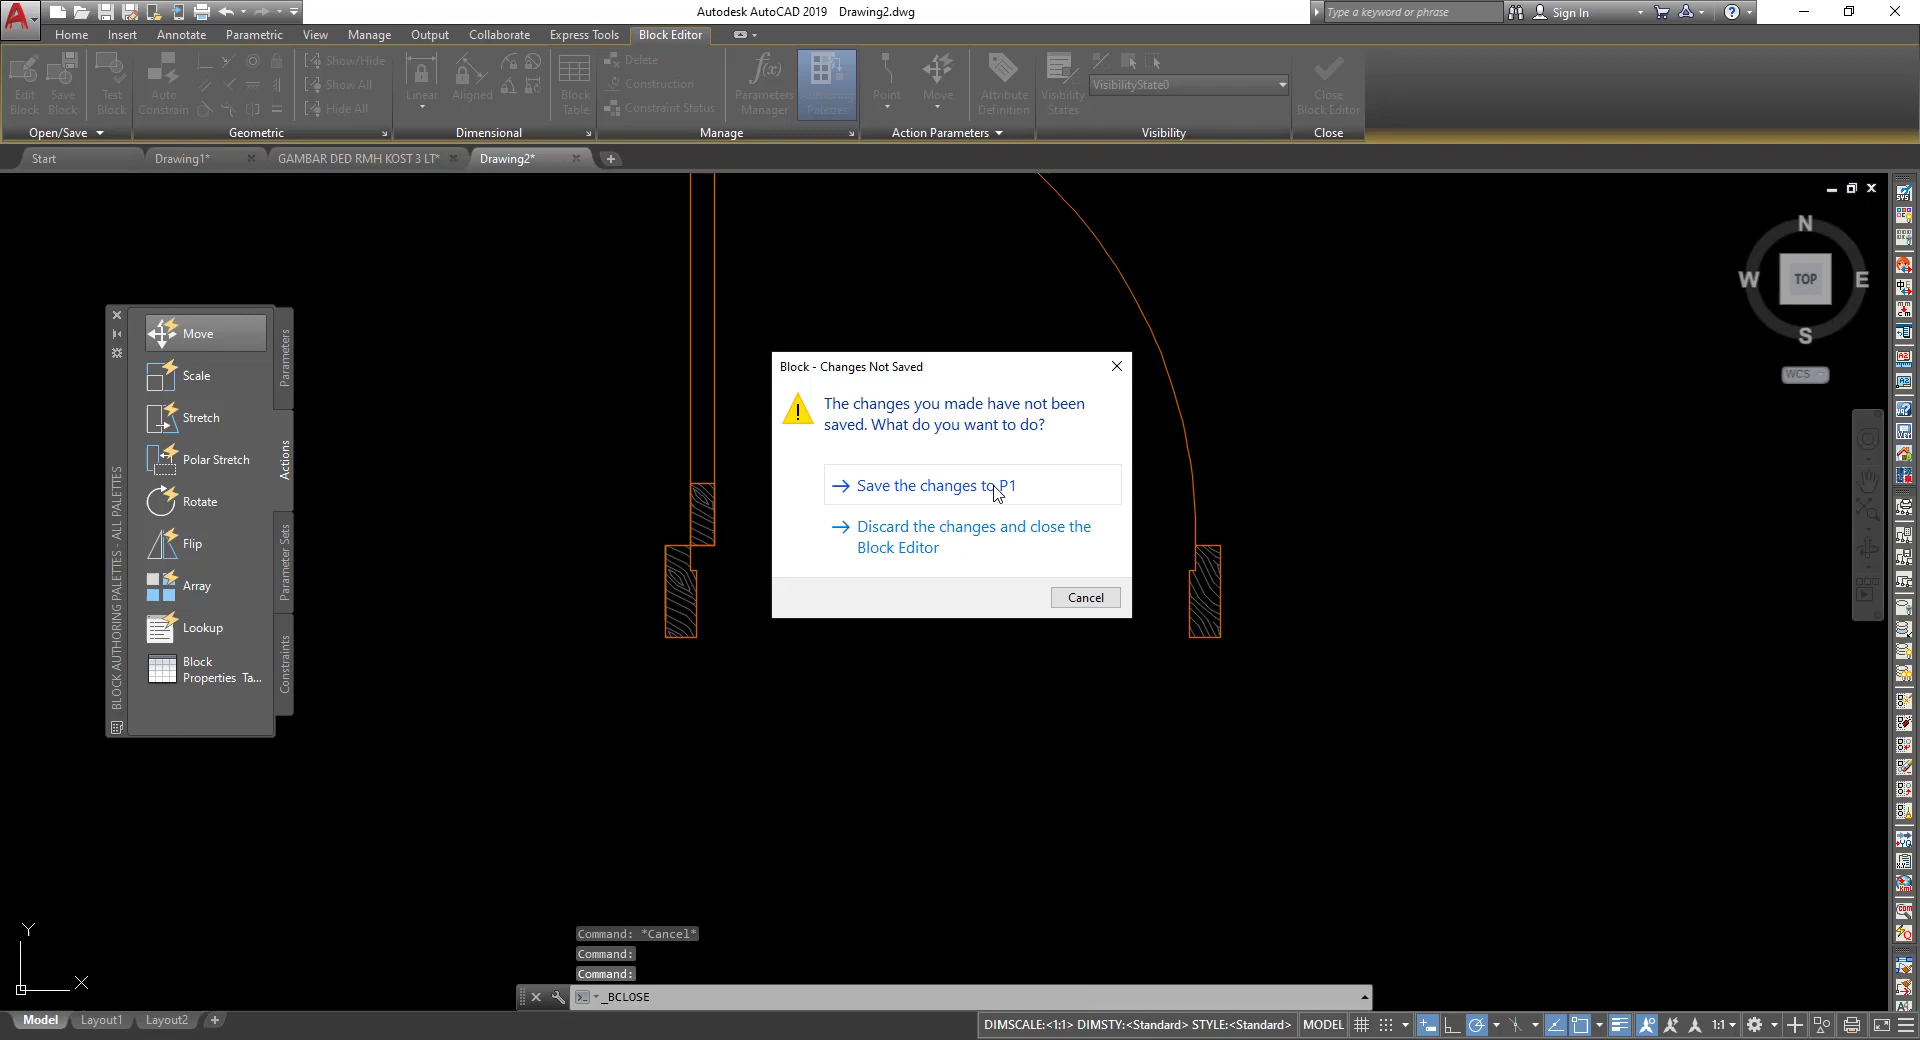 Autodesk AutoCAD 2019 Drawing2.dwg
Type a keyword or phrase
Sign In
Home Insert Annotate Parametric View Manage Output Collaborate Express Tools Block Editor
Edit Block
Save Block
Test Block
Auto Constrain
Show/Hide
Show All
Hide All
Linear
Aligned
Block Table
Delete
Construction
Constraint Status
Parameters Manager
Authoring Palettes
Point
Move
Attribute Definition
Visibility States
VisibilityState0
Close Block Editor
Open/Save Geometric Dimensional Manage Action Parameters Visibility Close
Start Drawing1* GAMBAR DED RMH KOST 3 LT* Drawing2*
N
W TOP E
S
WCS
Move
Scale
Stretch
Polar Stretch
Rotate
Flip
Array
Lookup
Block
Properties Ta...
Parameters
Actions
Parameter Sets
Constraints
BLOCK AUTHORING PALETTES - ALL PALETTES
Block - Changes Not Saved
The changes you made have not been
saved. What do you want to do?
Save the changes to P1
Discard the changes and close the
Block Editor
Cancel
Y
X
Command: *Cancel*
Command:
Command:
_BCLOSE
Model Layout1 Layout2
DIMSCALE:<1:1> DIMSTY:<Standard> STYLE:<Standard> MODEL 1:1